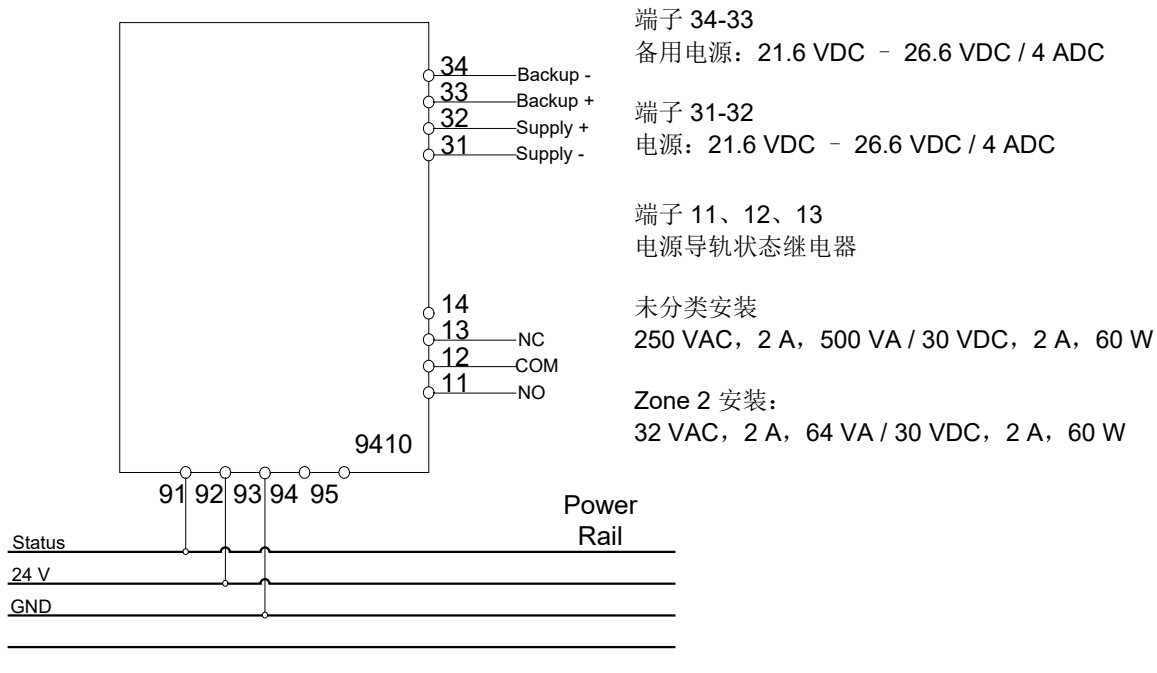 34
Backup -
33
Backup +
32
Supply +
31
Supply -
14
13
NC
12
COM
11
NO
9410
91 92 93 94 95
Power
Rail
Status
24 V
GND
端子 34-33
备用电源：21.6 VDC – 26.6 VDC / 4 ADC
端子 31-32
电源：21.6 VDC – 26.6 VDC / 4 ADC
端子 11、12、13
电源导轨状态继电器
未分类安装
250 VAC，2 A，500 VA / 30 VDC，2 A，60 W
Zone 2 安装：
32 VAC，2 A，64 VA / 30 VDC，2 A，60 W